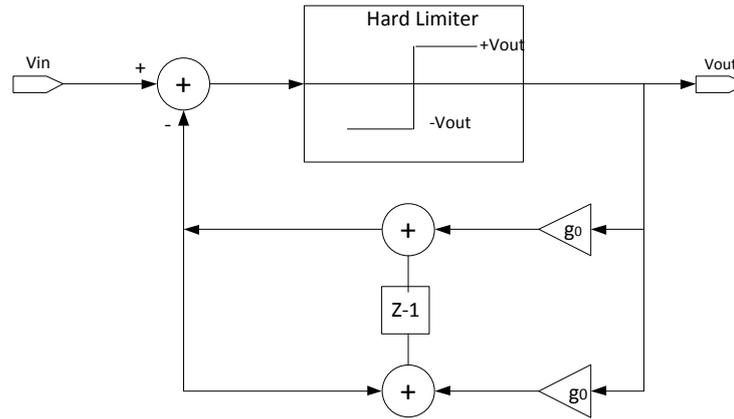 Hard Limiter
+Vout
Vin
+
+
Vout
-
-Vout
+
g0
Z-1
+
g0